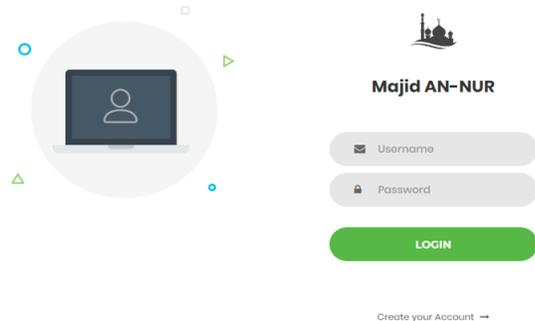 Majid AN-NUR
Username
Password
LOGIN
Create your Account →